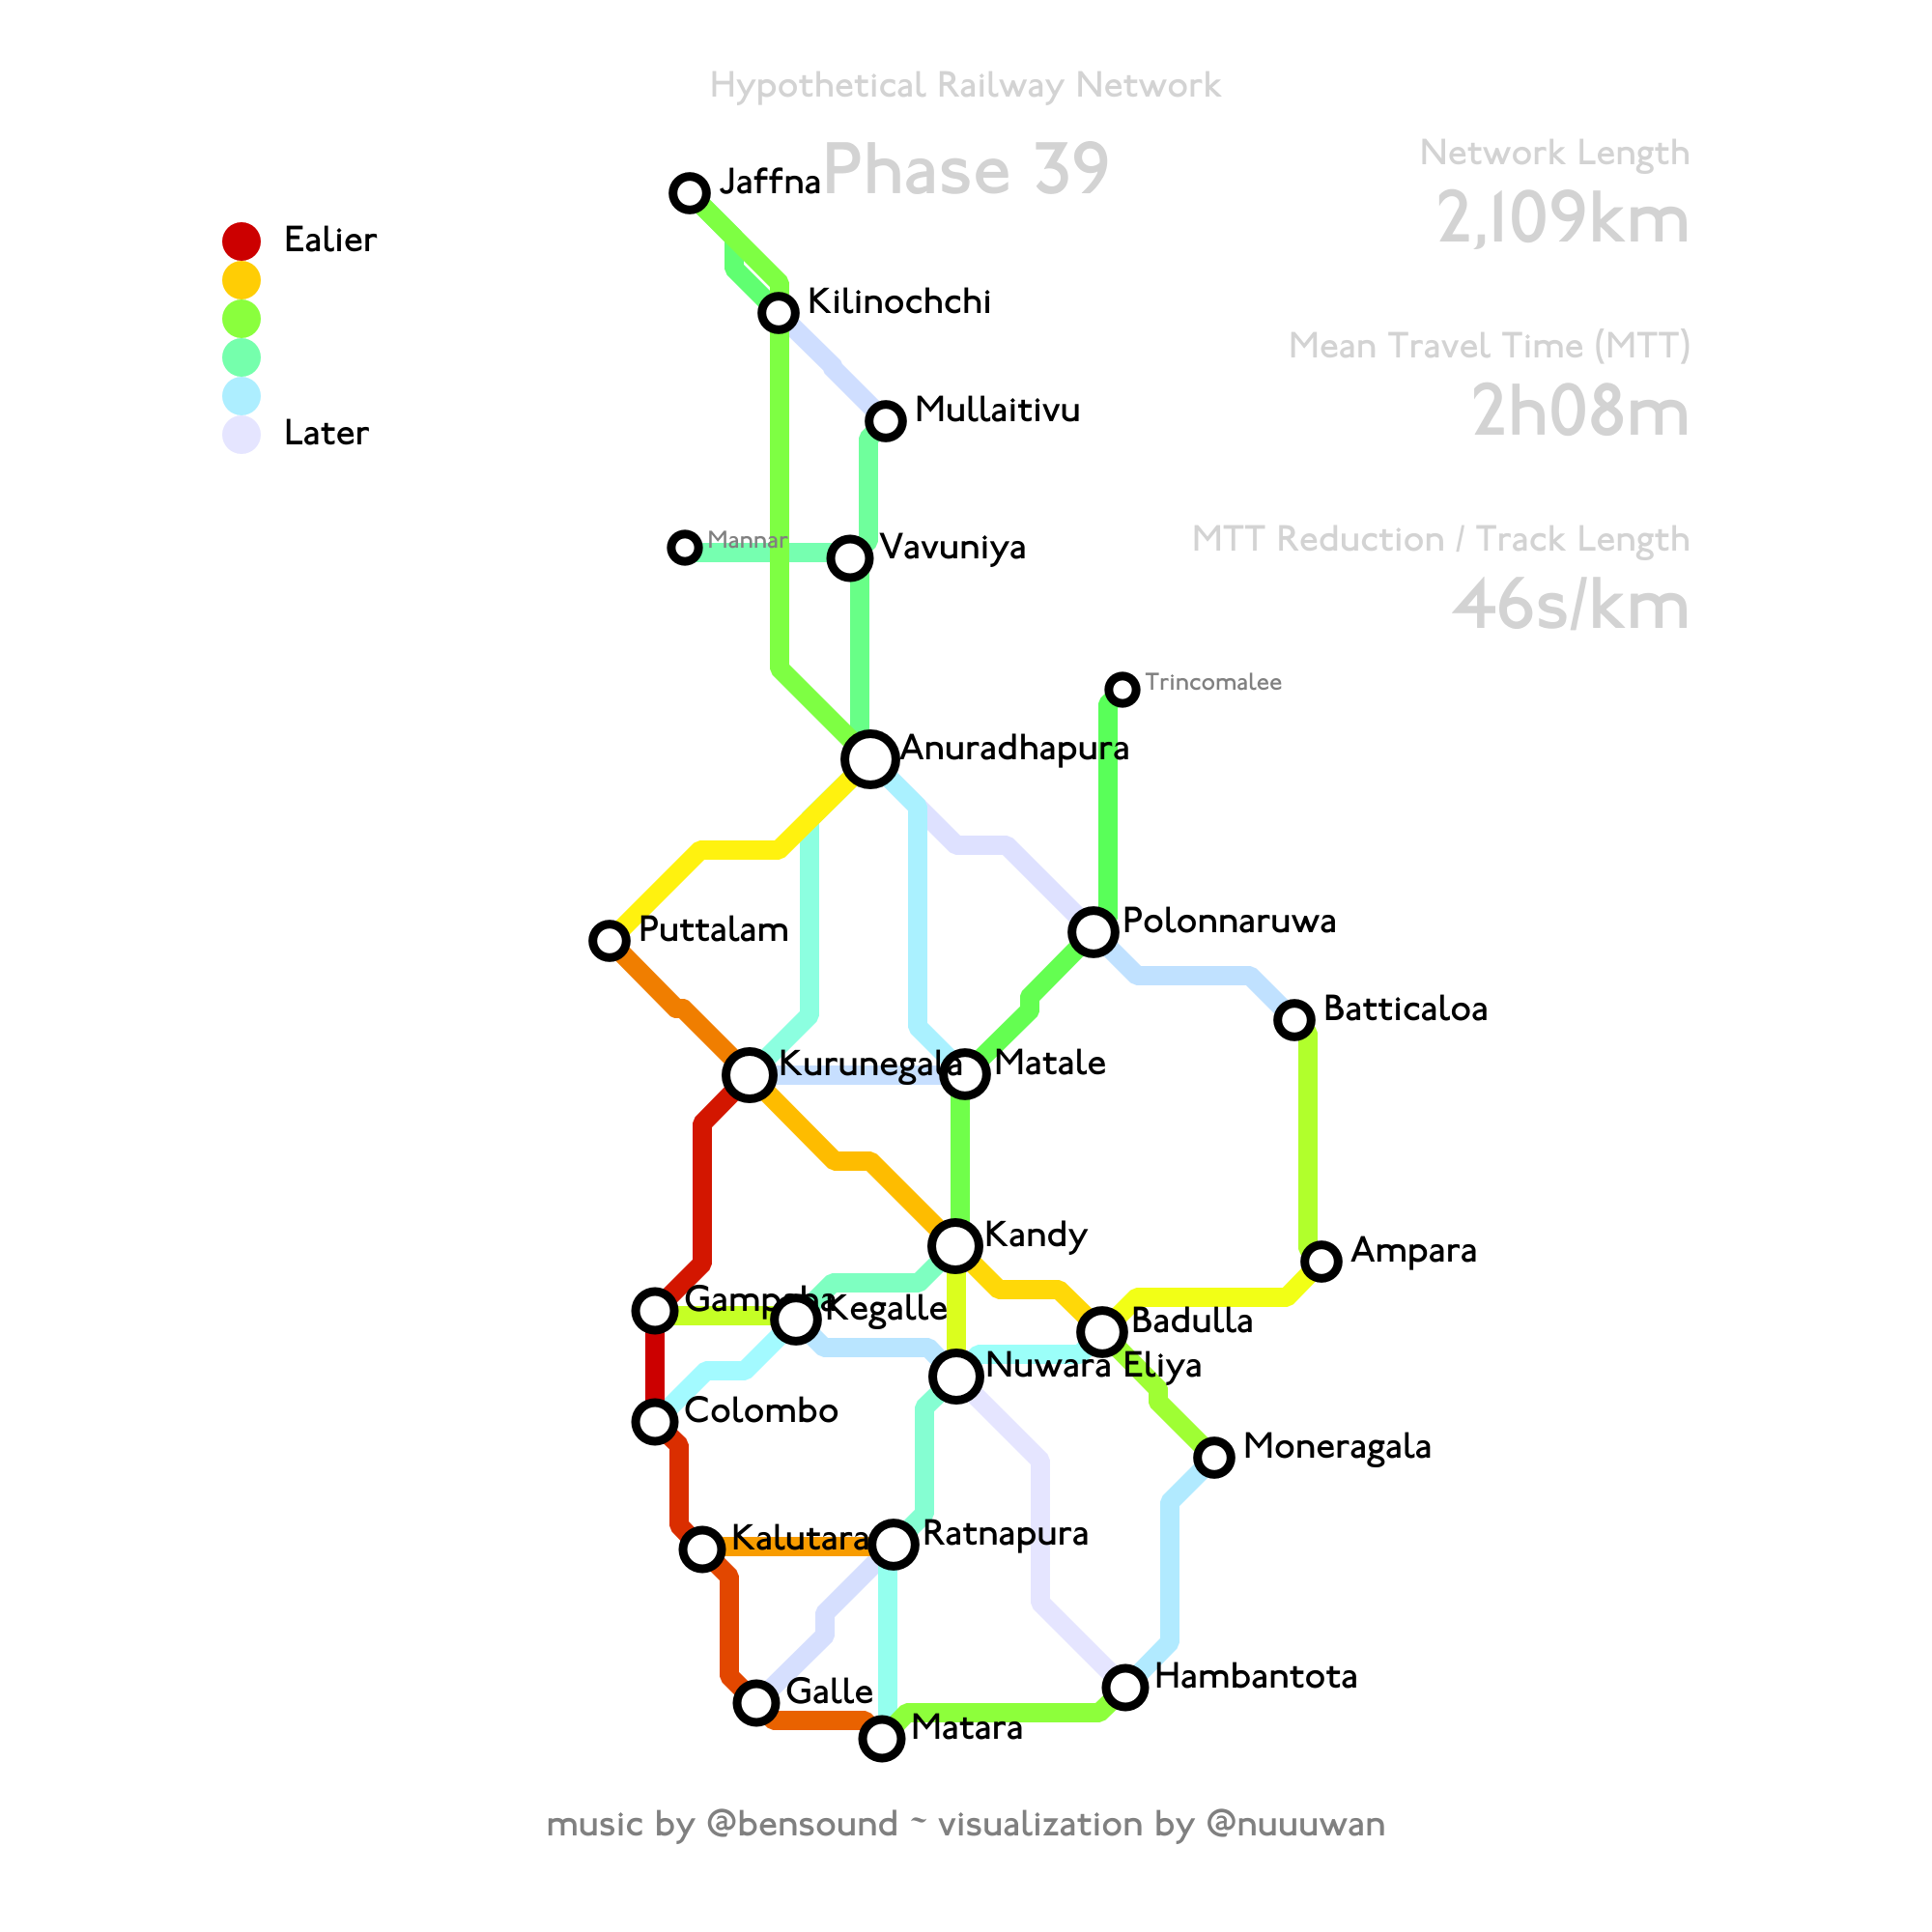 Hypothetical Railway Network
Phase 39
Network Length
2,109km
Mean Travel Time (MTT)
2h08m
MTT Reduction / Track Length
46s/km
Ealier
Later
Jaffna
Kilinochchi
Mullaitivu
Mannar
Vavuniya
Trincomalee
Anuradhapura
Puttalam
Polonnaruwa
Batticaloa
Kurunegala
Matale
Kandy
Ampara
Gampaha
Kegalle
Badulla
Nuwara Eliya
Colombo
Moneragala
Kalutara
Ratnapura
Hambantota
Galle
Matara
music by @bensound ~ visualization by @nuuuwan